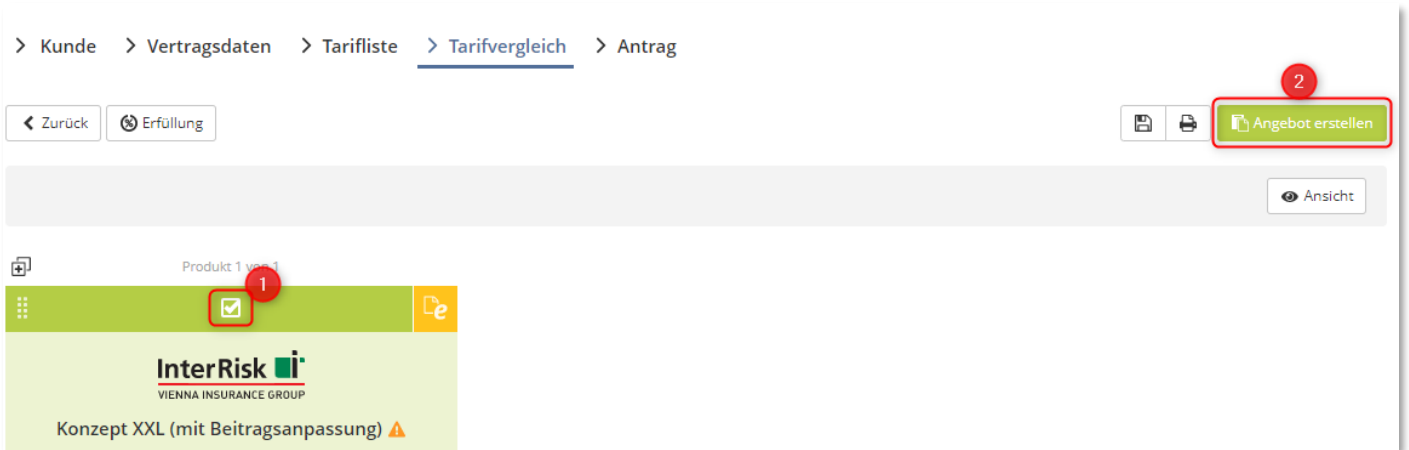 Kunde Vertragsdaten Tarifliste Tarifvergleich Antrag
2
Zurück Erfüllung Angebot erstellen
Ansicht
Produkt 1 von 1
1
e
InterRisk
VIENNA INSURANCE GROUP
Konzept XXL (mit Beitragsanpassung)